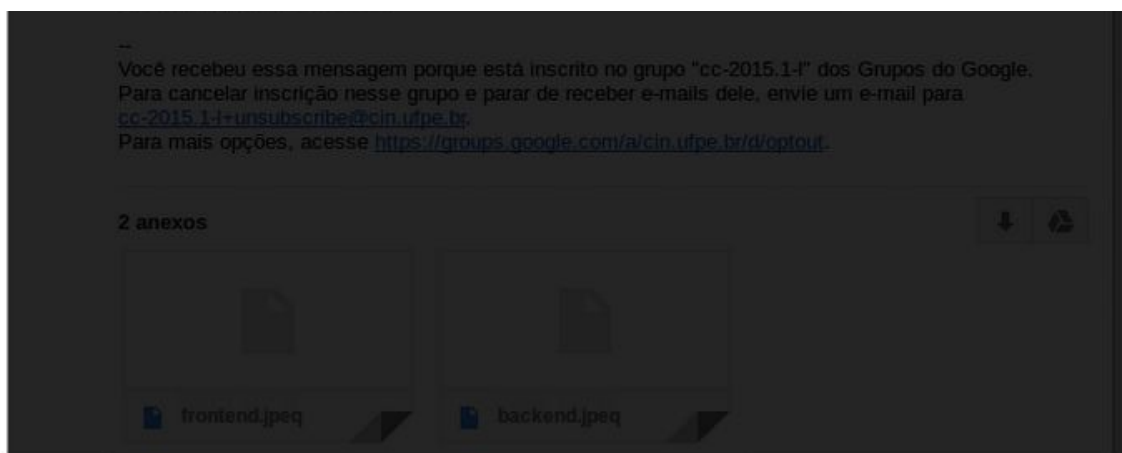 --
Você recebeu essa mensagem porque está inscrito no grupo "cc-2015.1-l" dos Grupos do Google.
Para cancelar inscrição nesse grupo e parar de receber e-mails dele, envie um e-mail para
cc-2015.1-l+unsubscribe@cin.ufpe.br.
Para mais opções, acesse https://groups.google.com/a/cin.ufpe.br/d/optout.
2 anexos
frontend.jpeq
backend.jpeq